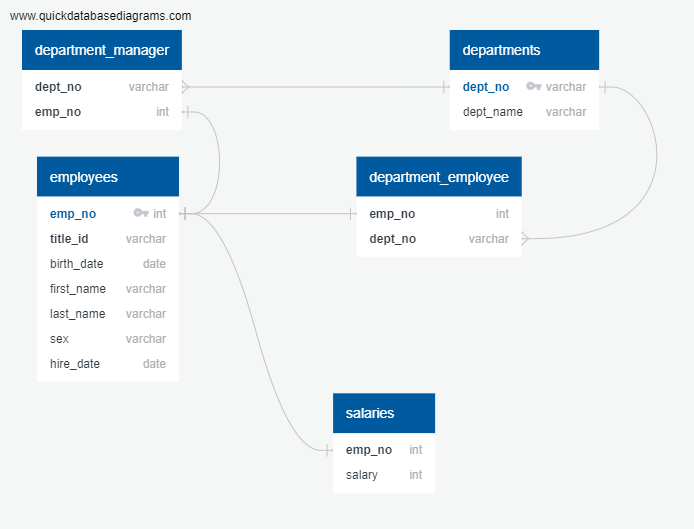 www.quickdatabasediagrams.com
department_manager
dept_no varchar
emp_no int
departments
dept_no varchar
dept_name varchar
employees
emp_no int
title_id varchar
birth_date date
first_name varchar
last_name varchar
sex varchar
hire_date date
department_employee
emp_no int
dept_no varchar
salaries
emp_no int
salary int